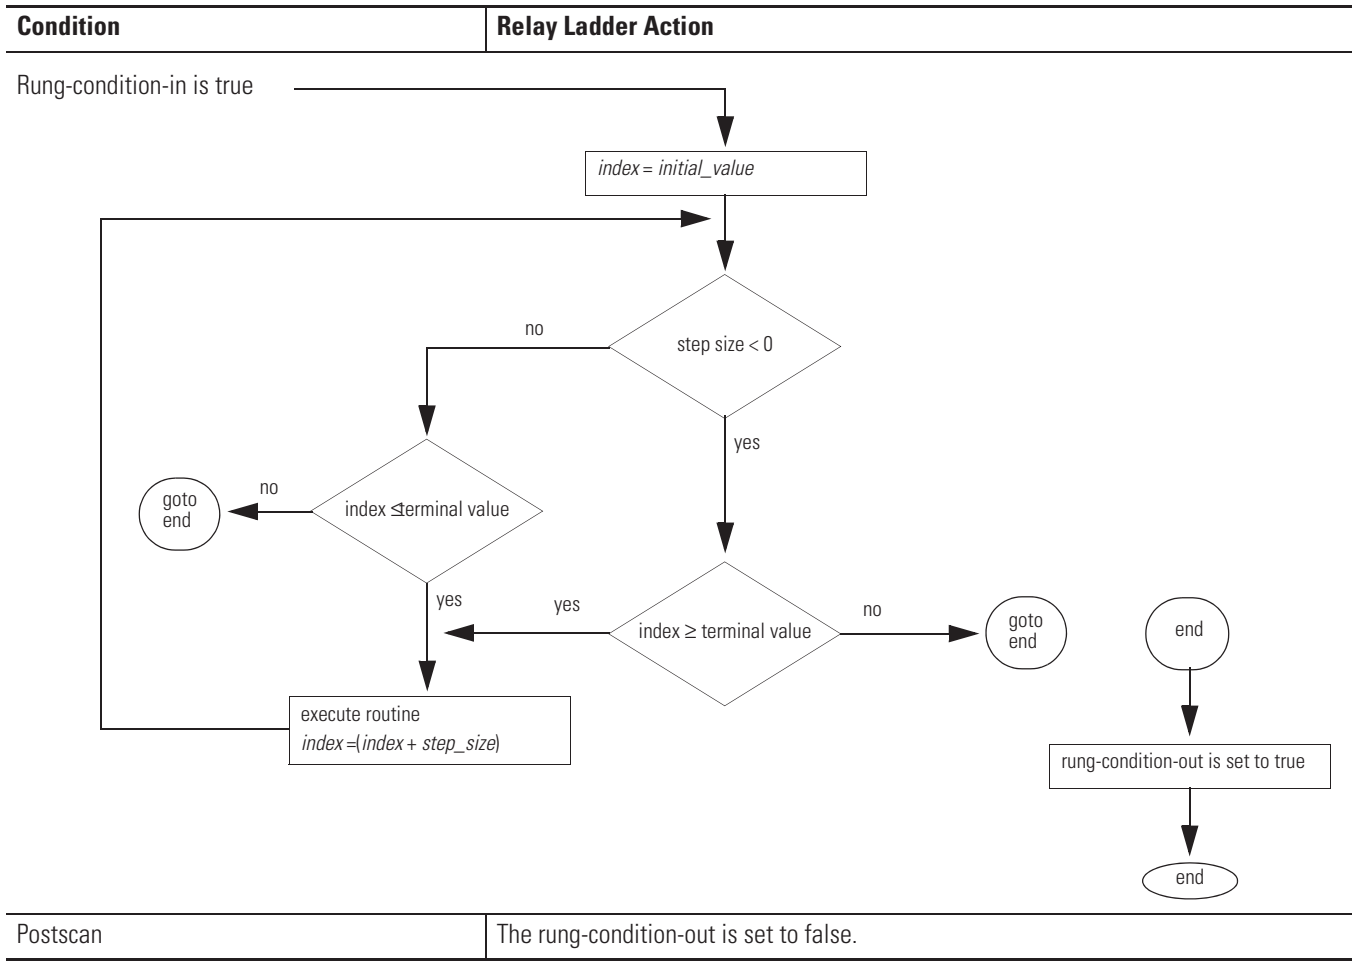 Condition
Relay Ladder Action
Rung-condition-in is true
index = initial_value
step size < 0
no
yes
index ≤terminal value
no
goto
end
yes
yes
index ≥ terminal value
no
goto
end
end
execute routine
index =(index + step_size)
rung-condition-out is set to true
end
Postscan
The rung-condition-out is set to false.